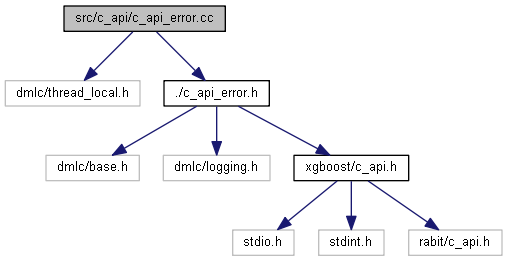 src/c_api/c_api_error.cc
dmlc/thread_local.h
./c_api_error.h
dmlc/base.h
dmlc/logging.h
xgboost/c_api.h
stdio.h
stdint.h
rabit/c_api.h